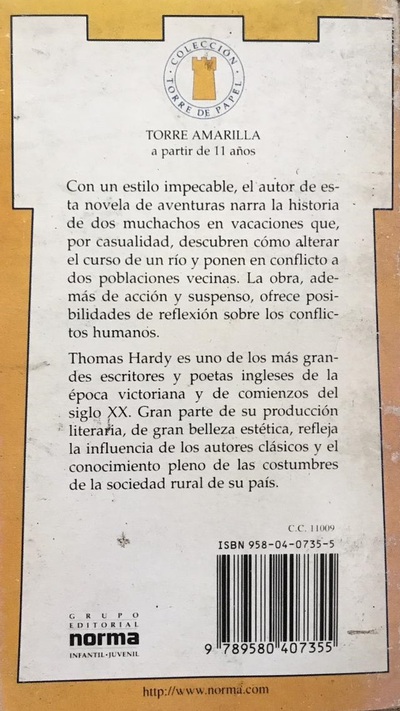 COLECCIÓN
TORRE DE PAPEL
TORRE AMARILLA
a partir de 11 años
Con un estilo impecable, el autor de es-
ta novela de aventuras narra la historia
de dos muchachos en vacaciones que,
por casualidad, descubren cómo alterar
el curso de un río y ponen en conflicto a
dos poblaciones vecinas. La obra, ade-
más de acción y suspenso, ofrece posi-
bilidades de reflexión sobre los conflic-
tos humanos.
Thomas Hardy es uno de los más gran-
des escritores y poetas ingleses de la
época victoriana y de comienzos del
siglo XX. Gran parte de su producción
literaria, de gran belleza estética, refleja
la influencia de los autores clásicos y el
conocimiento pleno de las costumbres
de la sociedad rural de su país.
C.C. 11009
ISBN 958-04-0735-5
9 789580 407355
GRUPO
EDITORIAL
norma
INFANTIL-JUVENIL
http://www.norma.com